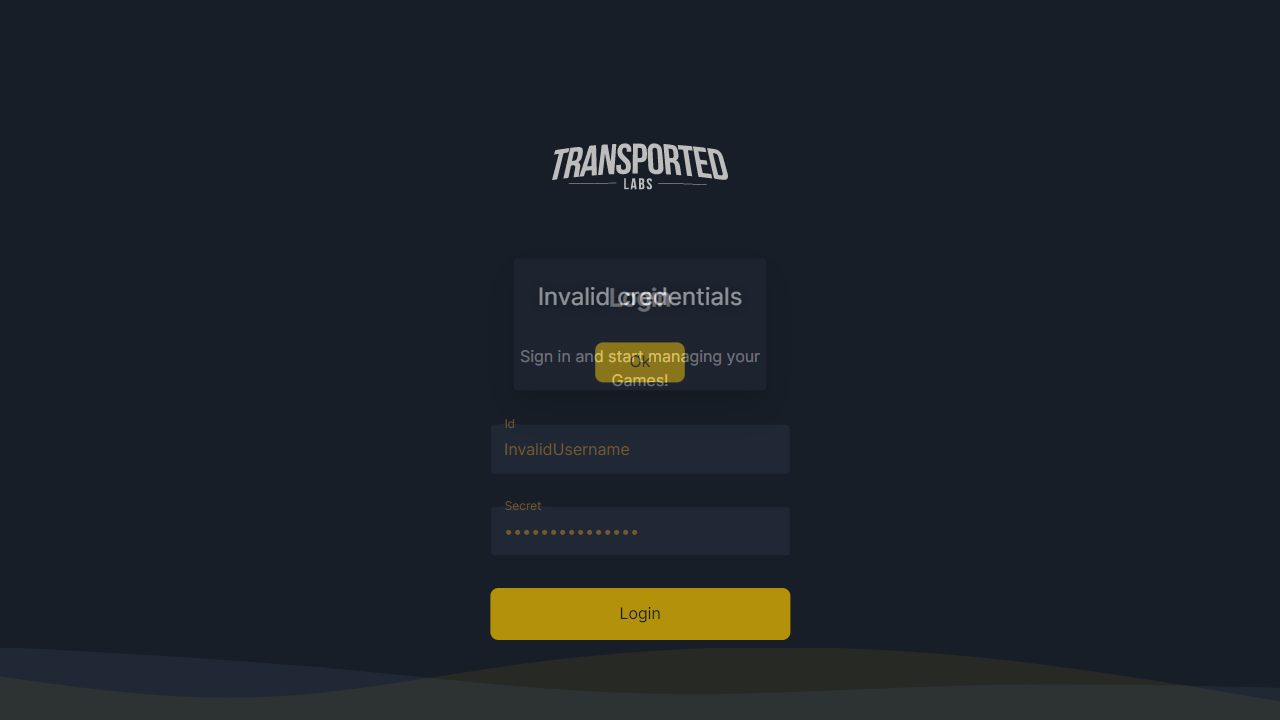 TRANSPORTED
LABS
Invalid credentials
Login
Sign in and start managing your
Ok
Games!
Id
InvalidUsername
Secret
•••••••••••••••
Login